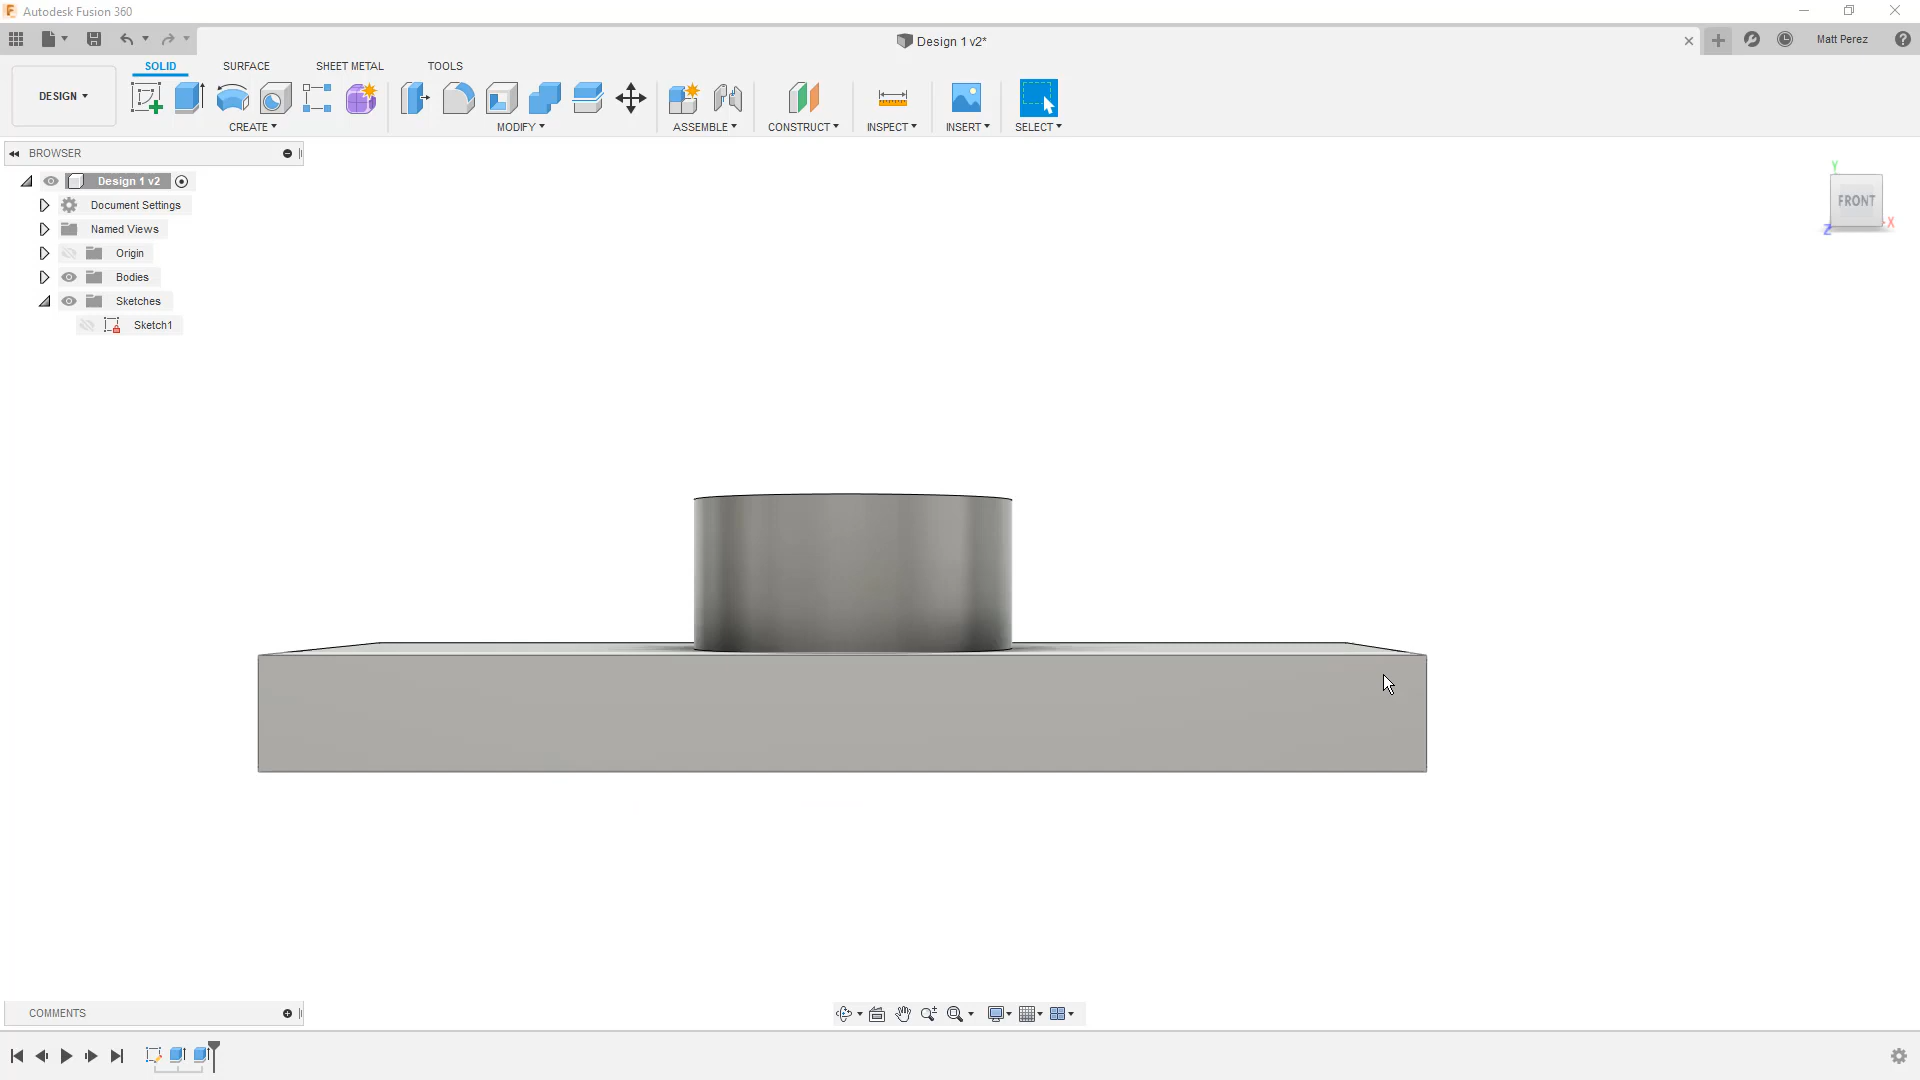 Autodesk Fusion 360
Design 1 v2*
Matt Perez
SOLID
SURFACE
SHEET METAL
TOOLS
DESIGN
CREATE
MODIFY
ASSEMBLE
CONSTRUCT
INSPECT
INSERT
SELECT
BROWSER
Design 1 v2
Document Settings
Named Views
Origin
Bodies
Sketches
Sketch1
Y
FRONT
X
Z
COMMENTS